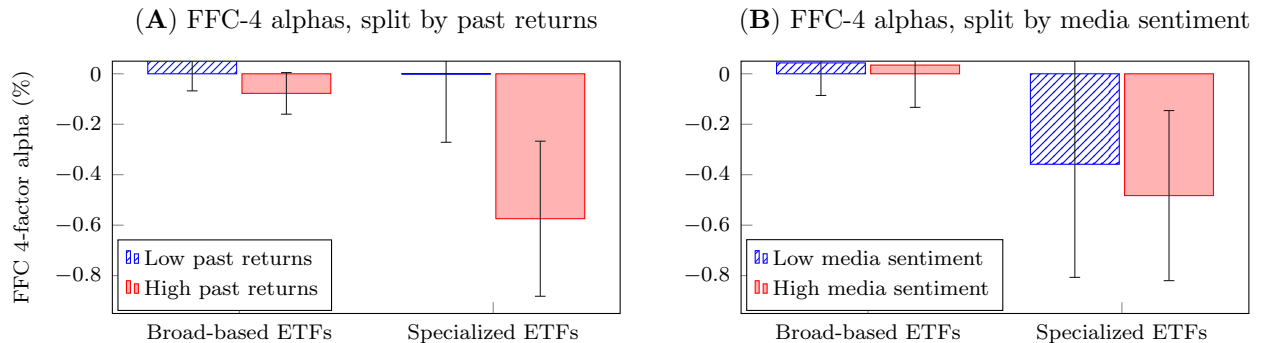 (A) FFC-4 alphas, split by past returns
FFC 4-factor alpha (%)
0
−0.2
−0.4
−0.6
−0.8
Low past returns
High past returns
Broad-based ETFs
Specialized ETFs
(B) FFC-4 alphas, split by media sentiment
0
−0.2
−0.4
−0.6
−0.8
Low media sentiment
High media sentiment
Broad-based ETFs
Specialized ETFs